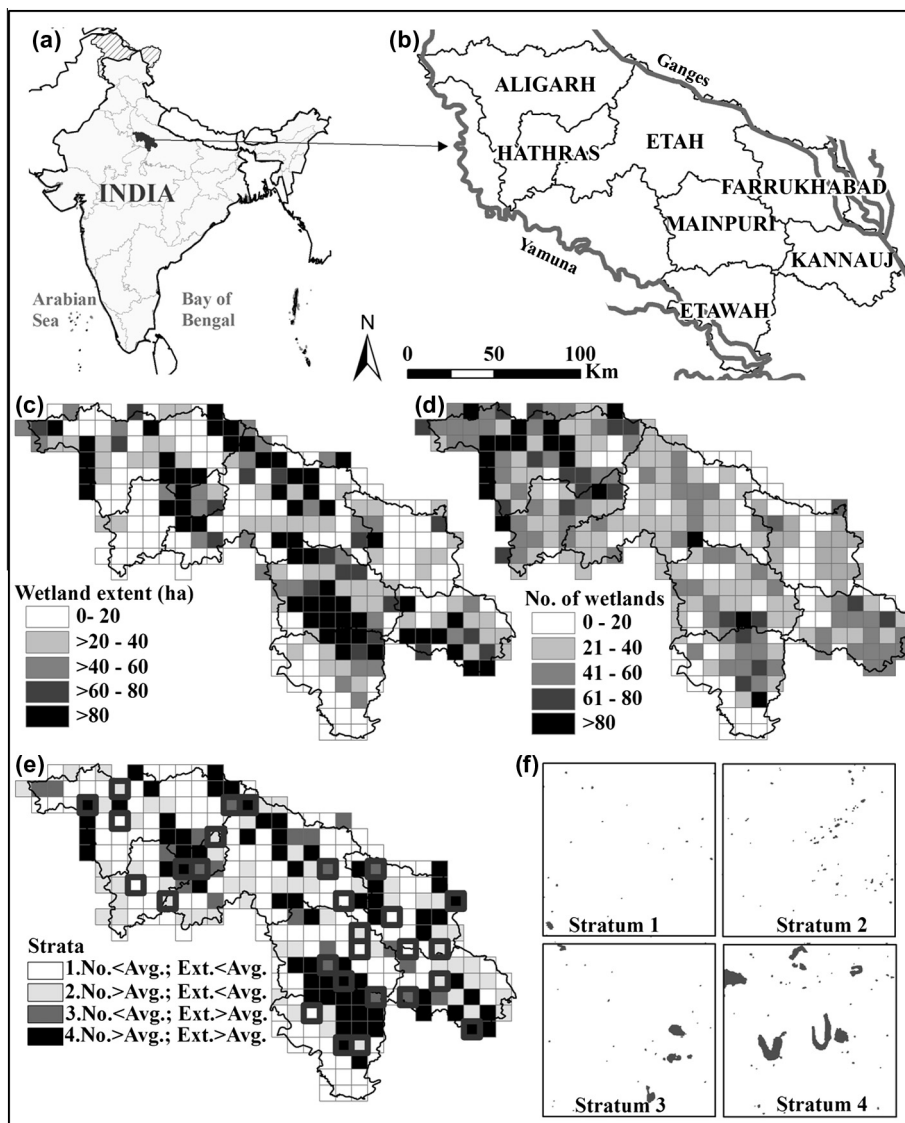 (a)
INDIA
Arabian
Sea
Bay of
Bengal
N
0 50 100
Km
(b)
Ganges
ALIGARH
HATHRAS
ETAH
FARRUKHABAD
MAINPURI
KANNAUJ
Yamuna
ETAWAH
(c)
Wetland extent (ha)
0- 20
>20 - 40
>40 - 60
>60 - 80
>80
(d)
No. of wetlands
0 - 20
21 - 40
41 - 60
61 - 80
>80
(e)
Strata
1.No.<Avg.; Ext.<Avg.
2.No.>Avg.; Ext.<Avg.
3.No.<Avg.; Ext.>Avg.
4.No.>Avg.; Ext.>Avg.
(f)
Stratum 1
Stratum 2
Stratum 3
Stratum 4